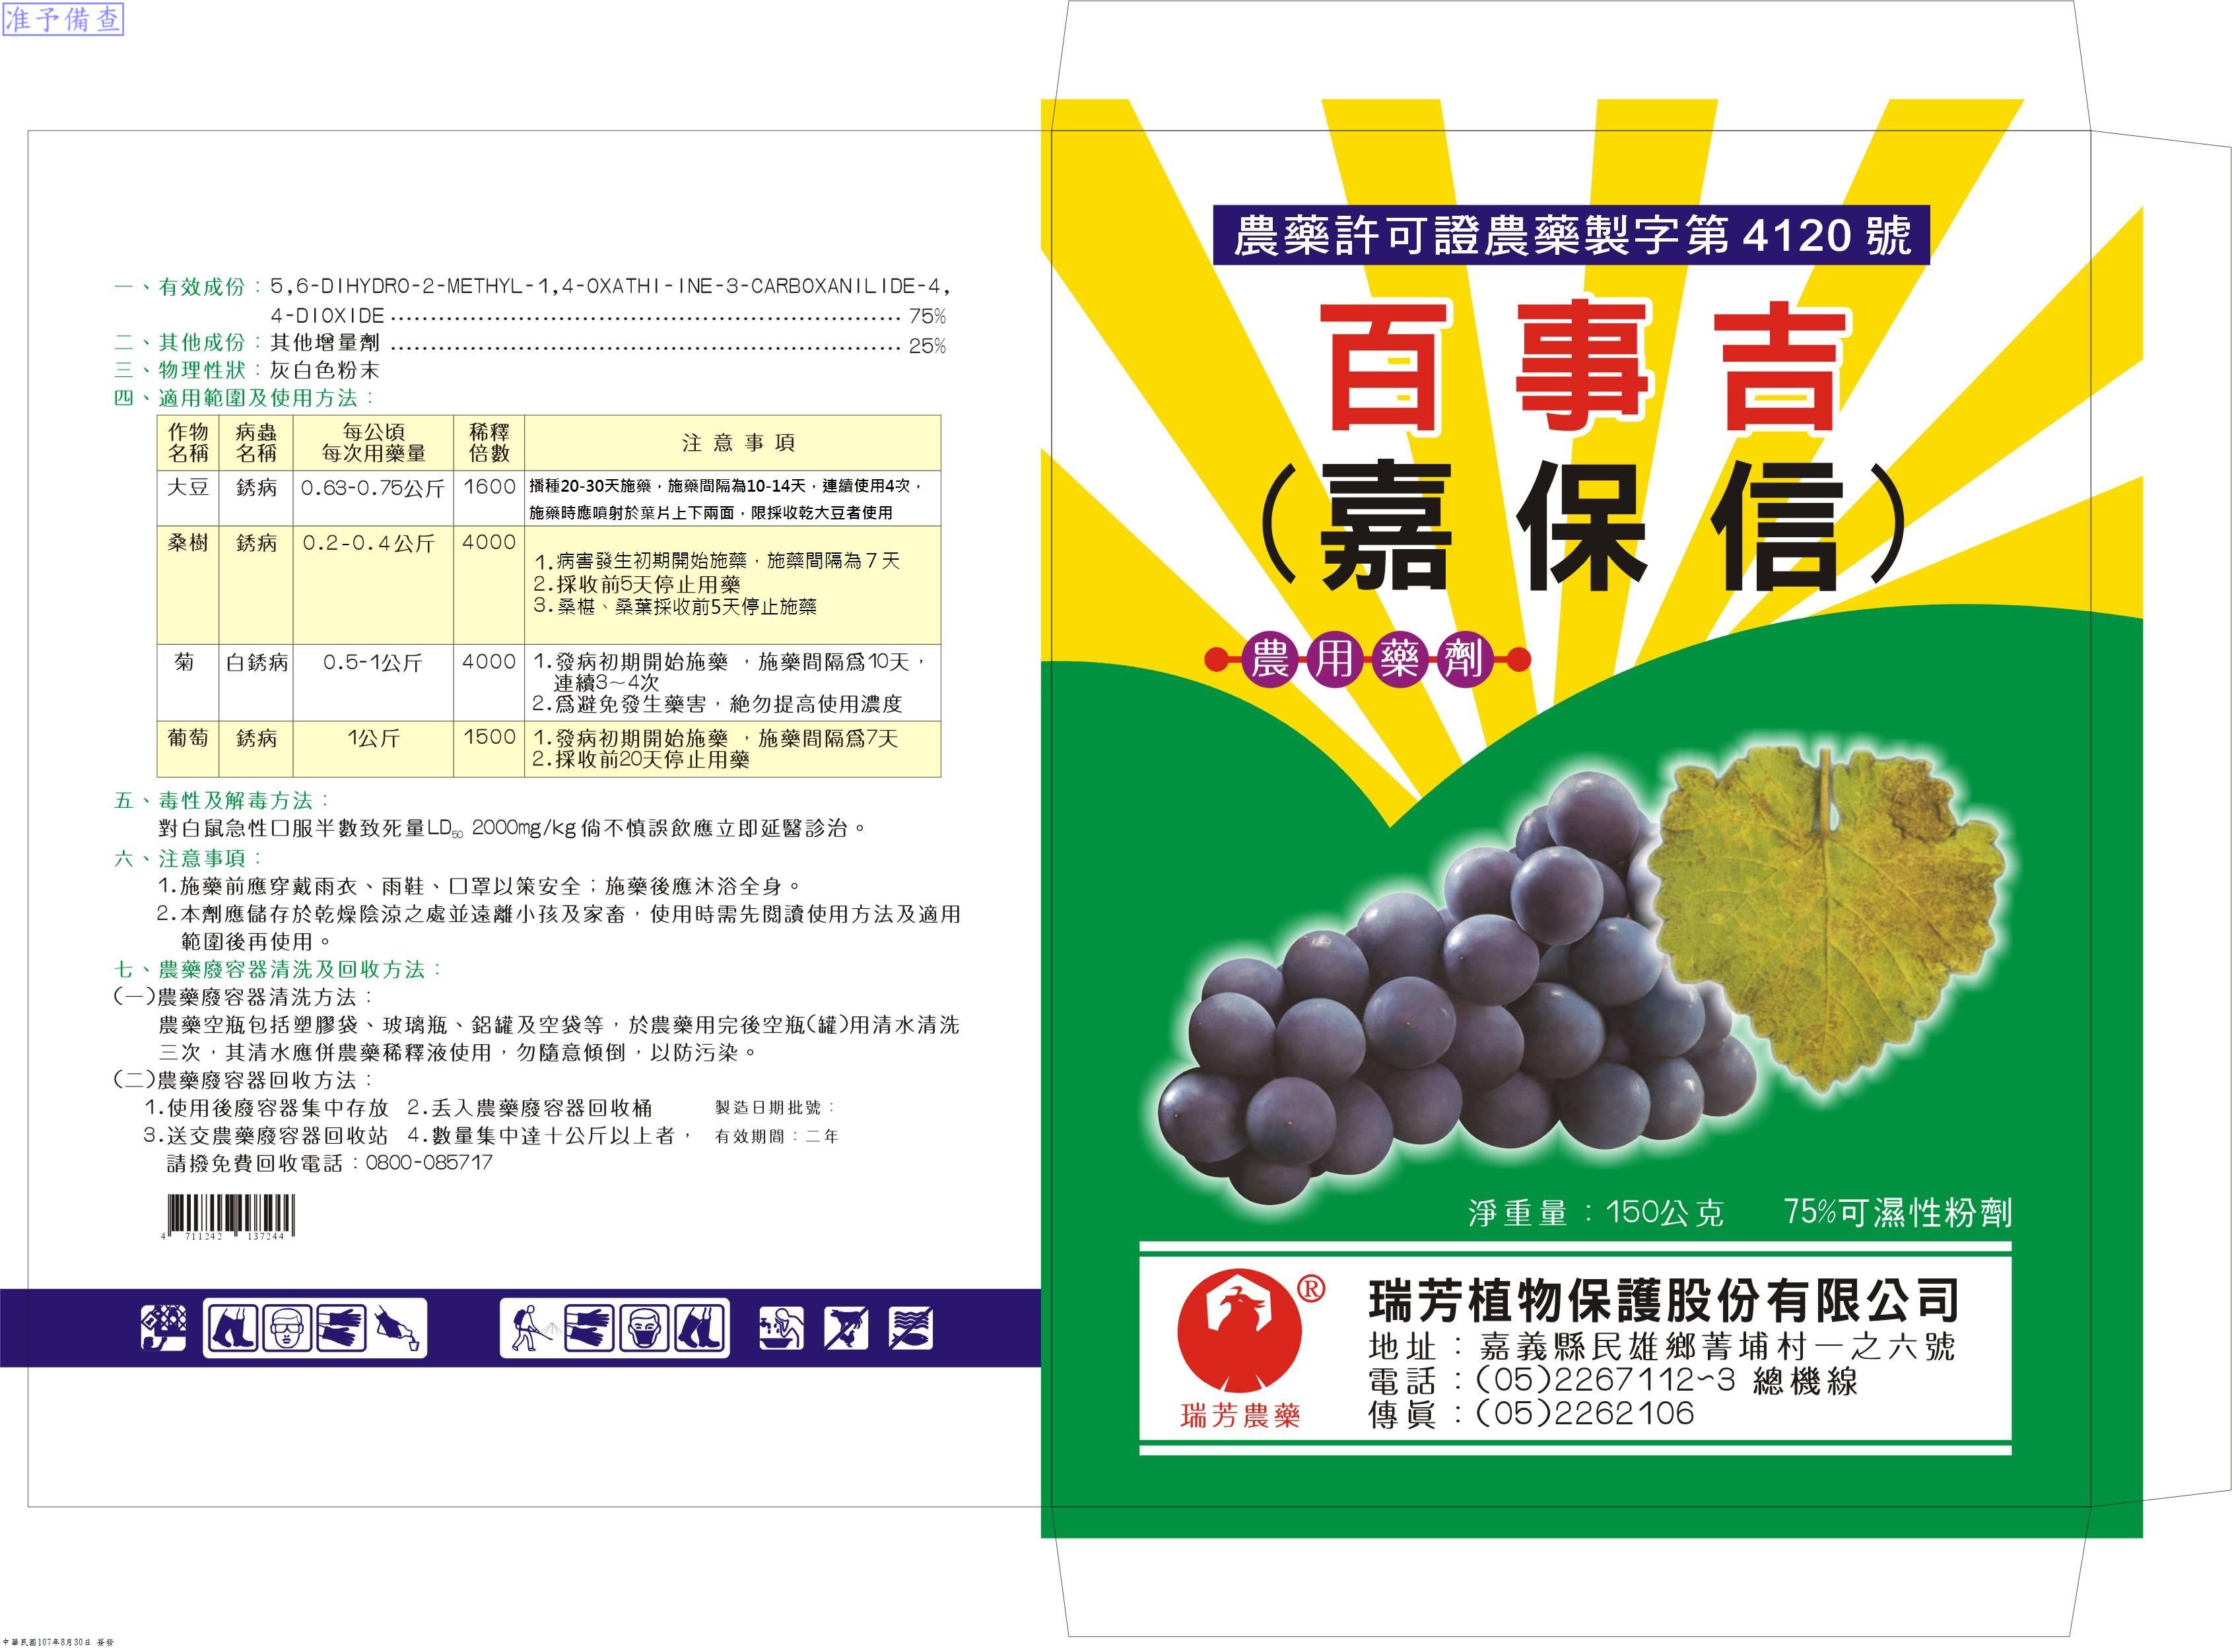 准予備查
一、有效成份：5,6-DIHYDRO-2-METHYL-1,4-OXATHI-INE-3-CARBOXANILIDE-4,
4-DIOXIDE ................................................................ 75%
二、其他成份：其他增量劑 ................................................................ 25%
三、物理性狀：灰白色粉末
四、適用範圍及使用方法：
作物名稱 病蟲名稱 每公頃每次用藥量 稀釋倍數 注意事項
大豆 銹病 0.63-0.75公斤 1600 播種20-30天施藥，施藥間隔為10-14天，連續使用4次，
施藥時應噴射於葉片上下兩面，限採收乾大豆者使用
桑樹 銹病 0.2-0.4公斤 4000
1.病害發生初期開始施藥，施藥間隔為7天
2.採收前5天停止用藥
3.桑椹、桑葉採收前5天停止施藥
菊 白銹病 0.5-1公斤 4000 1.發病初期開始施藥，施藥間隔爲10天，
連續3～4次
2.爲避免發生藥害，絕勿提高使用濃度
葡萄 銹病 1公斤 1500 1.發病初期開始施藥，施藥間隔爲7天
2.採收前20天停止用藥
五、毒性及解毒方法：
對白鼠急性口服半數致死量LD50 2000mg/kg倘不慎誤飲應立即延醫診治。
六、注意事項：
1.施藥前應穿戴雨衣、雨鞋、口罩以策安全；施藥後應沐浴全身。
2.本劑應儲存於乾燥陰涼之處並遠離小孩及家畜，使用時需先閱讀使用方法及適用
範圍後再使用。
七、農藥廢容器清洗及回收方法：
(一)農藥廢容器清洗方法：
農藥空瓶包括塑膠袋、玻璃瓶、鋁罐及空袋等，於農藥用完後空瓶(罐)用清水清洗
三次，其清水應併農藥稀釋液使用，勿隨意傾倒，以防污染。
(二)農藥廢容器回收方法：
1.使用後廢容器集中存放 2.丟入農藥廢容器回收桶
3.送交農藥廢容器回收站 4.數量集中達十公斤以上者，
請撥免費回收電話：0800-085717
製造日期批號：
有效期間：二年
4 711242 137244
農藥許可證農藥製字第4120號
百事吉
(嘉保信)
農用藥劑
淨重量：150公克 75%可濕性粉劑
®
瑞芳農藥
瑞芳植物保護股份有限公司
地址：嘉義縣民雄鄉菁埔村一之六號
電話：(05)2267112~3 總機線
傳眞：(05)2262106
中華民國107年8月30日 簽發